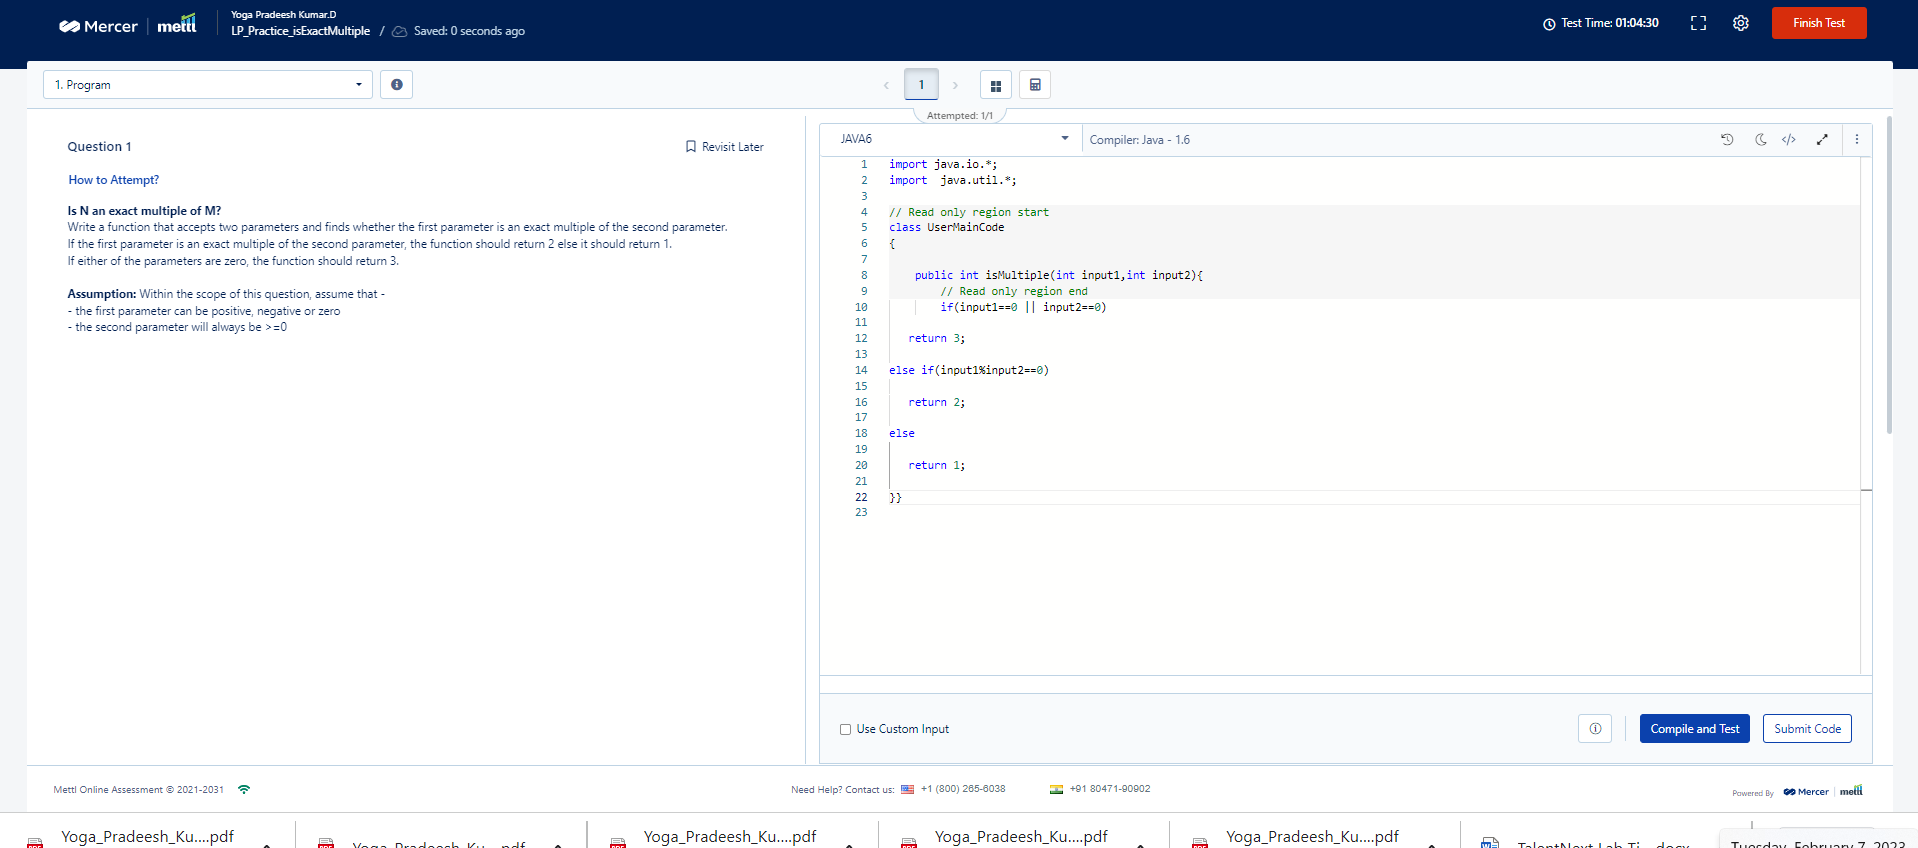 Mercer mettl
Yoga Pradeesh Kumar.D
LP_Practice_isExactMultiple / Saved: 0 seconds ago
Test Time: 01:04:30
Finish Test
1. Program
1
Attempted: 1/1
Question 1
Revisit Later
How to Attempt?
Is N an exact multiple of M?
Write a function that accepts two parameters and finds whether the first parameter is an exact multiple of the second parameter.
If the first parameter is an exact multiple of the second parameter, the function should return 2 else it should return 1.
If either of the parameters are zero, the function should return 3.
Assumption: Within the scope of this question, assume that -
- the first parameter can be positive, negative or zero
- the second parameter will always be >=0
JAVA6
Compiler: Java - 1.6
1 import java.io.*;
2 import  java.util.*;
3
4 // Read only region start
5 class UserMainCode
6 {
7
8     public int isMultiple(int input1,int input2){
9         // Read only region end
10         if(input1==0 || input2==0)
11
12    return 3;
13
14 else if(input1%input2==0)
15
16    return 2;
17
18 else
19
20    return 1;
21
22 }}
23
Use Custom Input
Compile and Test
Submit Code
Mettl Online Assessment © 2021-2031
Need Help? Contact us: +1 (800) 265-6038 +91 80471-90902
Powered By Mercer mettl
Yoga_Pradeesh_Ku....pdf
Yoga_Pradeesh_Ku....pdf
Yoga_Pradeesh_Ku....pdf
Yoga_Pradeesh_Ku....pdf
Yoga_Pradeesh_Ku....pdf
TalentNext Lab Ti....docx
Tuesday, February 7, 2023